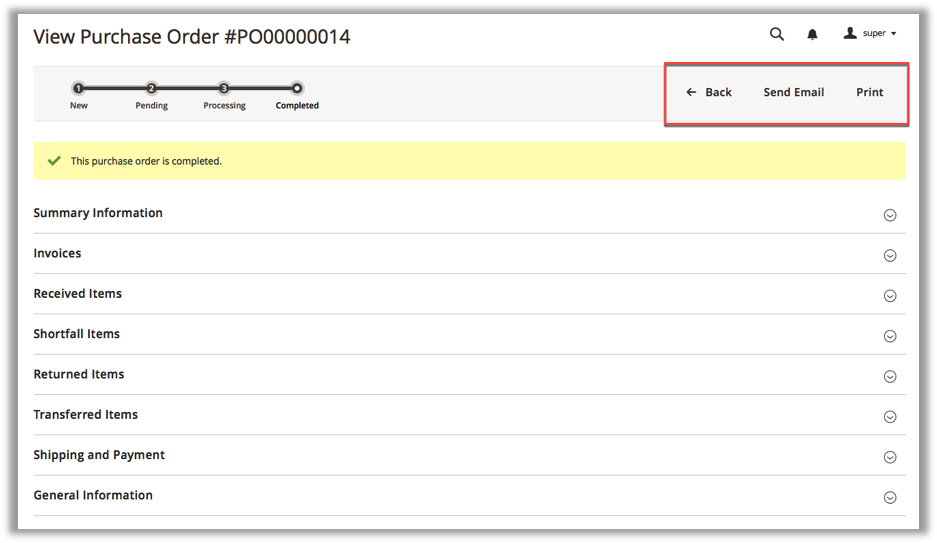 View Purchase Order #PO00000014
super
1 2 3
New Pending Processing Completed
← Back Send Email Print
This purchase order is completed.
Summary Information
Invoices
Received Items
Shortfall Items
Returned Items
Transferred Items
Shipping and Payment
General Information